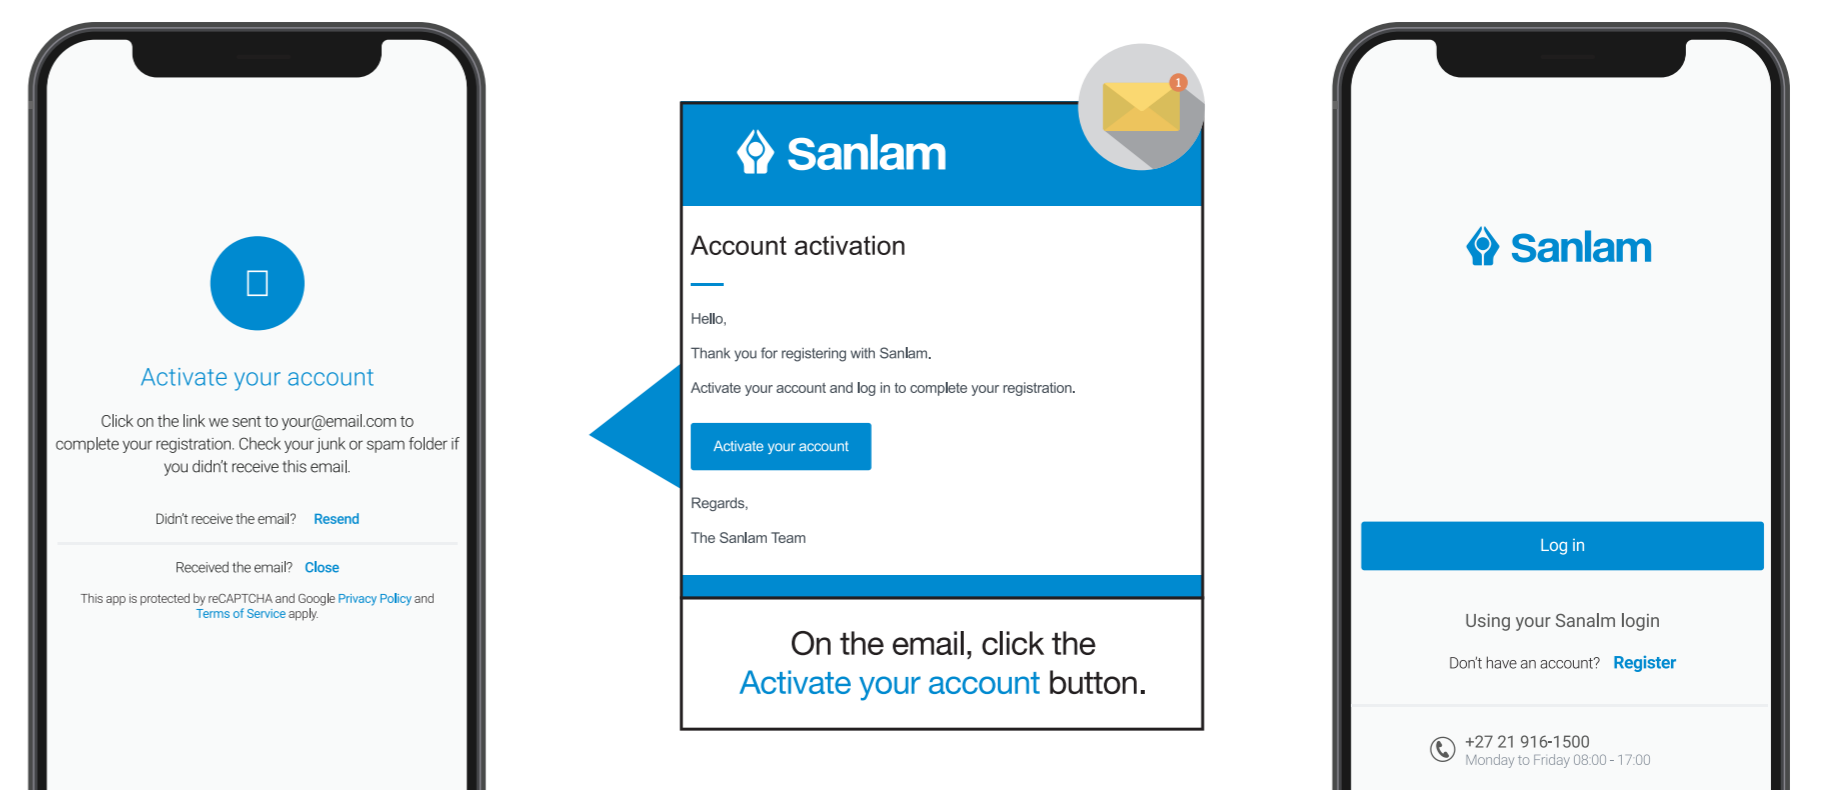 Activate your account
Click on the link we sent to your@email.com to
complete your registration. Check your junk or spam folder if
you didn't receive this email.
Didn't receive the email? Resend
Received the email? Close
This app is protected by reCAPTCHA and Google Privacy Policy and
Terms of Service apply.
1
Sanlam
Account activation
Hello,
Thank you for registering with Sanlam.
Activate your account and log in to complete your registration.
Activate your account
Regards,
The Sanlam Team
On the email, click the
Activate your account button.
Sanlam
Log in
Using your Sanalm login
Don't have an account? Register
+27 21 916-1500
Monday to Friday 08:00 - 17:00